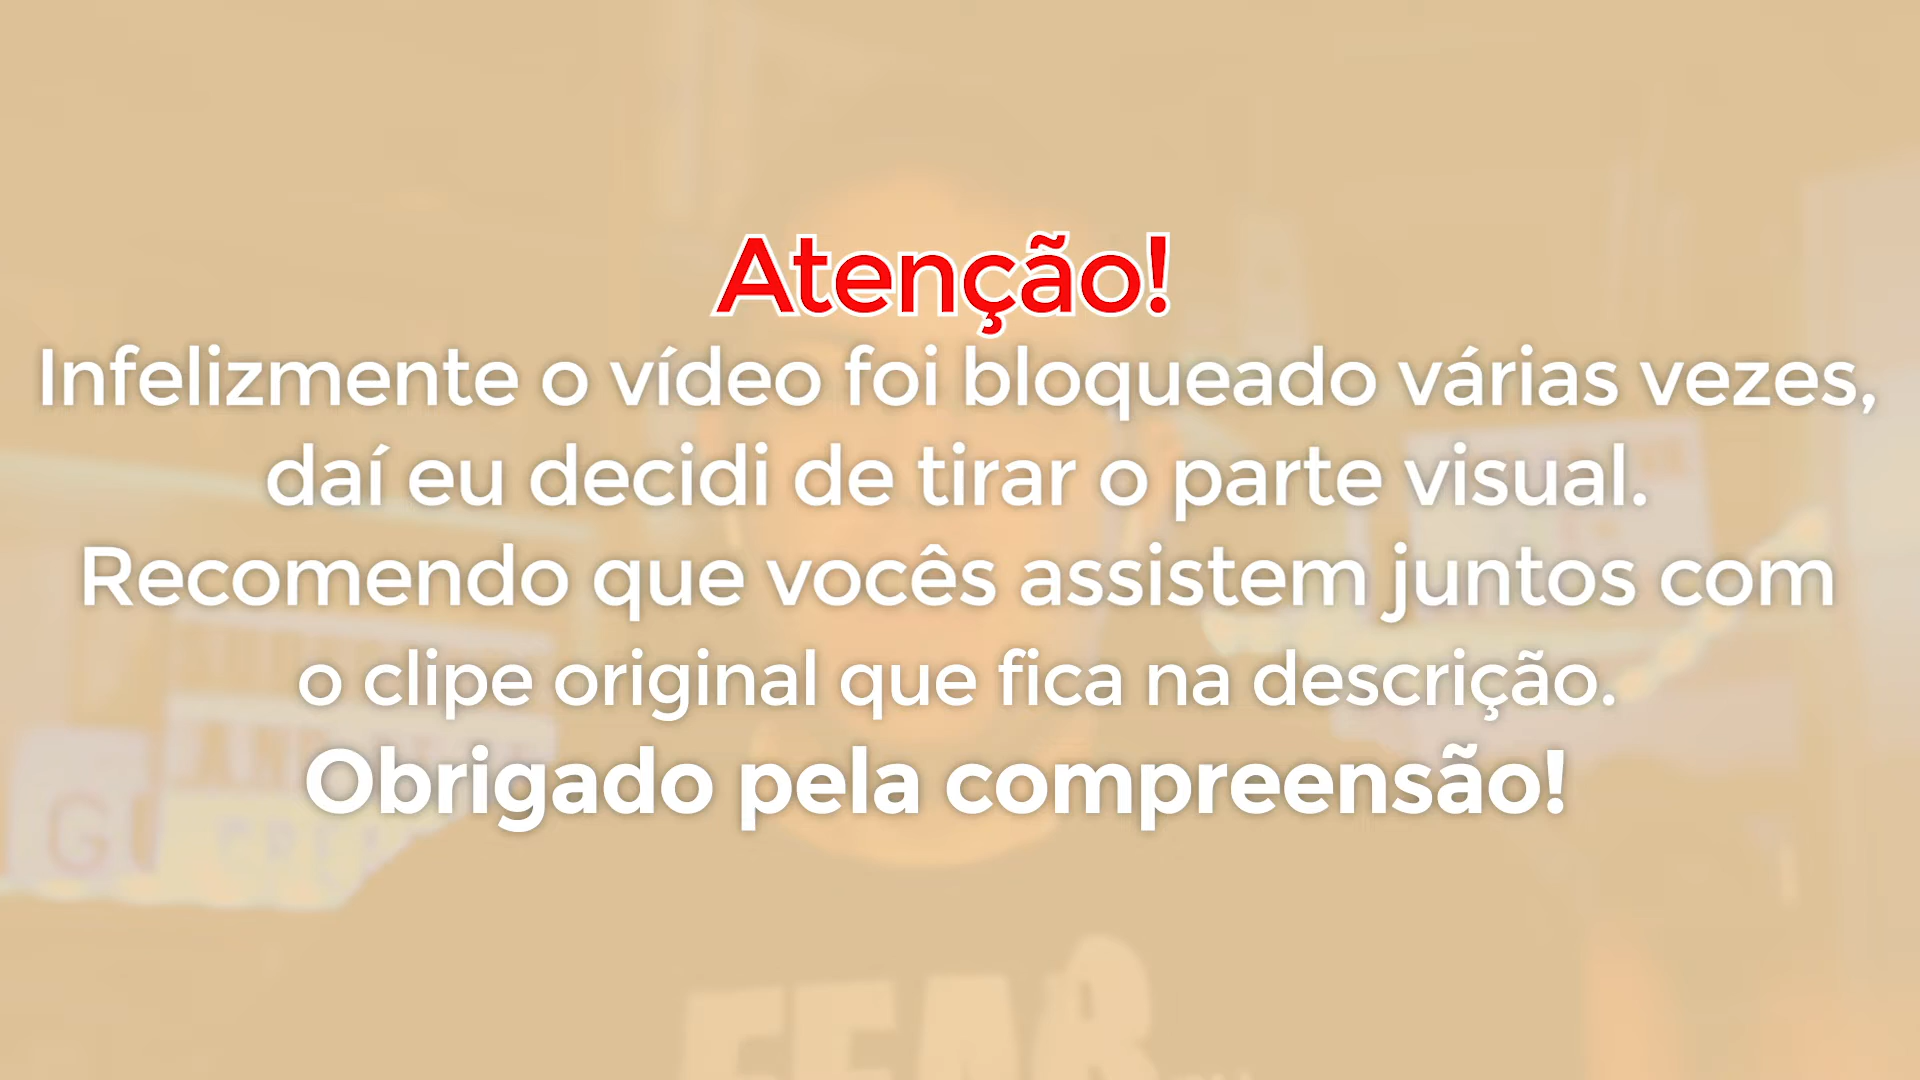 Atenção!
Infelizmente o vídeo foi bloqueado várias vezes,
daí eu decidi de tirar o parte visual.
Recomendo que vocês assistem juntos com
o clipe original que fica na descrição.
Obrigado pela compreensão!
FEAR